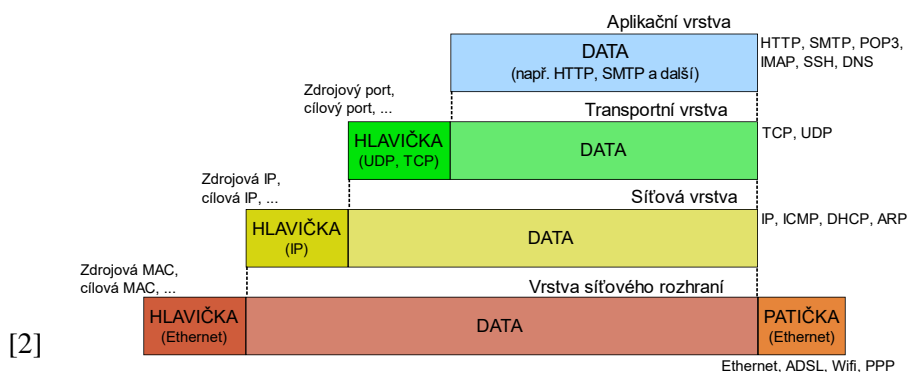 Aplikační vrstva
DATA
(např. HTTP, SMTP a další)
HTTP, SMTP, POP3,
IMAP, SSH, DNS
Zdrojový port,
cílový port, ...
Transportní vrstva
HLAVIČKA
(UDP, TCP)
DATA
TCP, UDP
Zdrojová IP,
cílová IP, ...
Síťová vrstva
HLAVIČKA
(IP)
DATA
IP, ICMP, DHCP, ARP
Zdrojová MAC,
cílová MAC, ...
Vrstva síťového rozhraní
[2]
HLAVIČKA
(Ethernet)
DATA
PATIČKA
(Ethernet)
Ethernet, ADSL, Wifi, PPP